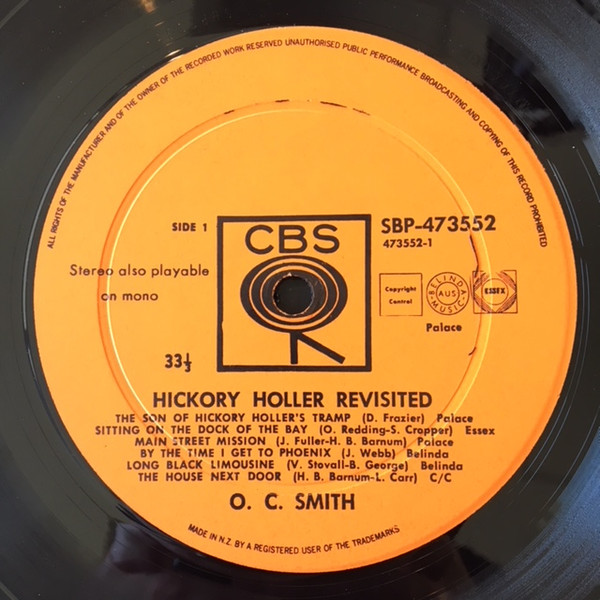 ALL RIGHTS OF THE MANUFACTURER AND OF THE OWNER OF THE RECORDED WORK RESERVED UNAUTHORISED PUBLIC PERFORMANCE BROADCASTING AND COPYING OF THIS RECORD PROHIBITED
SIDE 1
CBS
SBP-473552
473552-1
Stereo also playable
on mono
Copyright
Control
BELINDA
AUS
MUSIC
ESSEX
Palace
33⅓
HICKORY HOLLER REVISITED
THE SON OF HICKORY HOLLER'S TRAMP (D. Frazier) Palace
SITTING ON THE DOCK OF THE BAY (O. Redding-S. Cropper) Essex
MAIN STREET MISSION (J. Fuller-H. B. Barnum) Palace
BY THE TIME I GET TO PHOENIX (J. Webb) Belinda
LONG BLACK LIMOUSINE (V. Stovall-B. George) Belinda
THE HOUSE NEXT DOOR (H. B. Barnum-L. Carr) C/C
O. C. SMITH
MADE IN N.Z. BY A REGISTERED USER OF THE TRADE MARKS